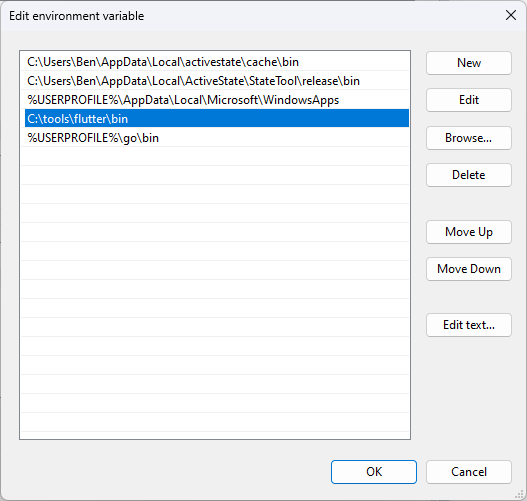 Edit environment variable
C:\Users\Ben\AppData\Local\activestate\cache\bin
C:\Users\Ben\AppData\Local\ActiveState\StateTool\release\bin
%USERPROFILE%\AppData\Local\Microsoft\WindowsApps
C:\tools\flutter\bin
%USERPROFILE%\go\bin
New
Edit
Browse...
Delete
Move Up
Move Down
Edit text...
OK
Cancel